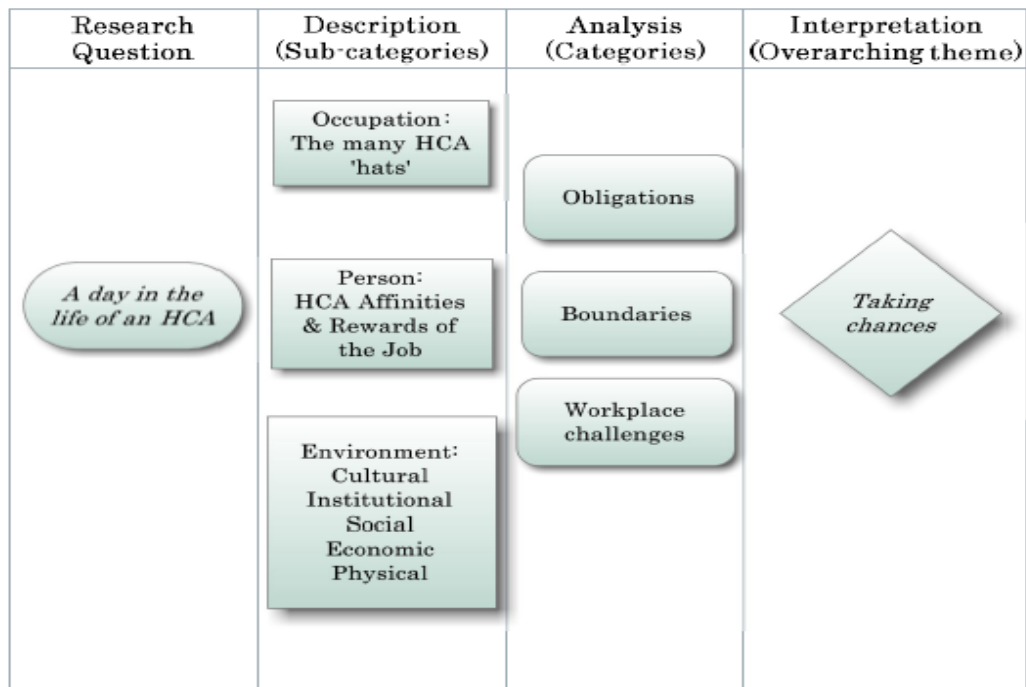 Research
Question
Description
(Sub-categories)
Analysis
(Categories)
Interpretation
(Overarching theme)
A day in the
life of an HCA
Occupation:
The many HCA
'hats'
Person:
HCA Affinities
& Rewards of
the Job
Environment:
Cultural
Institutional
Social
Economic
Physical
Obligations
Boundaries
Workplace
challenges
Taking
chances